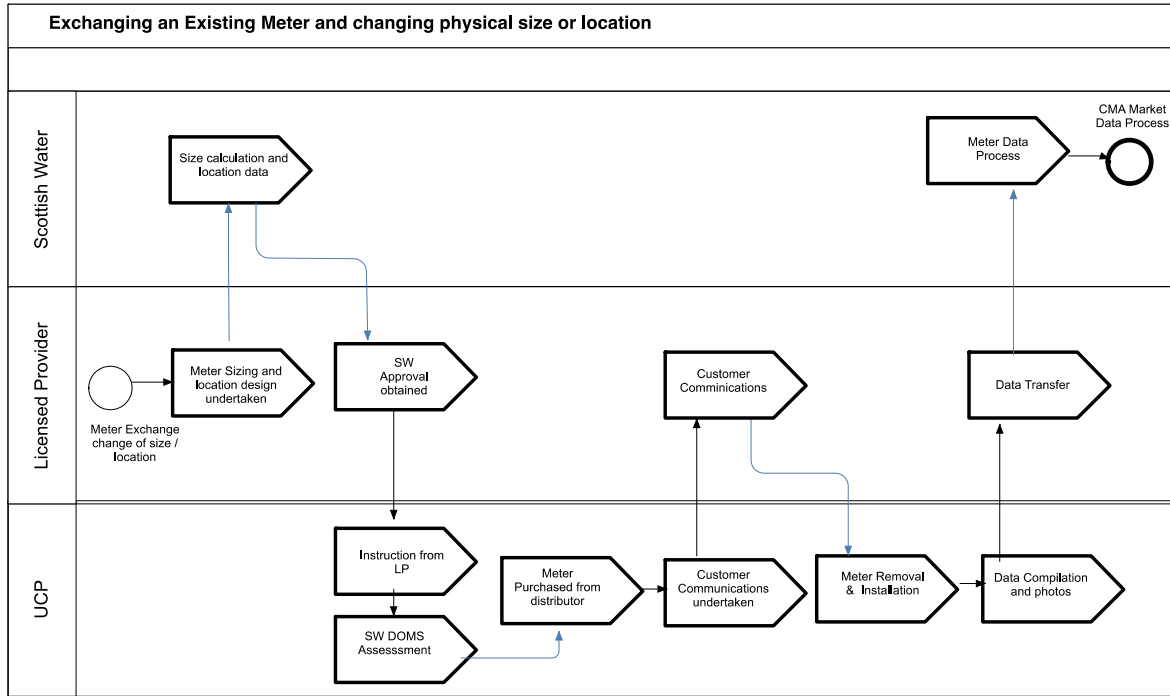 Exchanging an Existing Meter and changing physical size or location
Scottish Water
Size calculation and
location data
Meter Data
Process
CMA Market
Data Process
Licensed Provider
Meter Exchange
change of size /
location
Meter Sizing and
location design
undertaken
SW
Approval
obtained
Customer
Comminications
Data Transfer
UCP
Instruction from
LP
SW DOMS
Assesssment
Meter
Purchased from
distributor
Customer
Communications
undertaken
Meter Removal
& Installation
Data Compilation
and photos